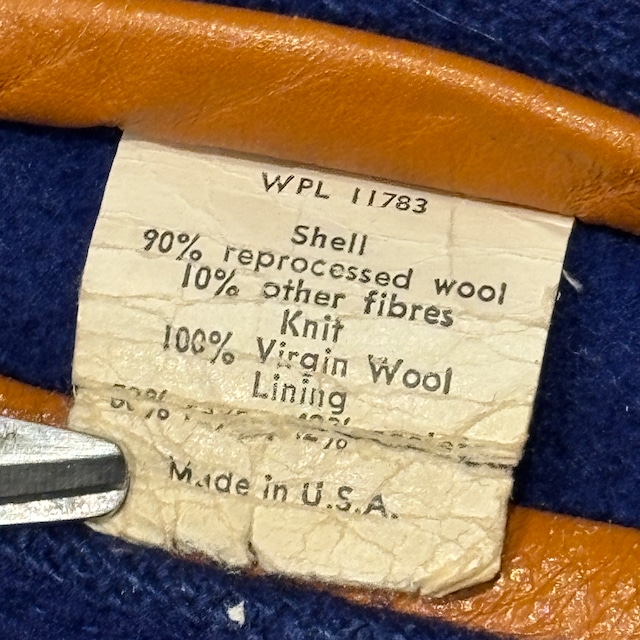 WPL 11783
Shell
90% reprocessed wool
10% other fibres
Knit
100% Virgin Wool
Lining
Made in U.S.A.